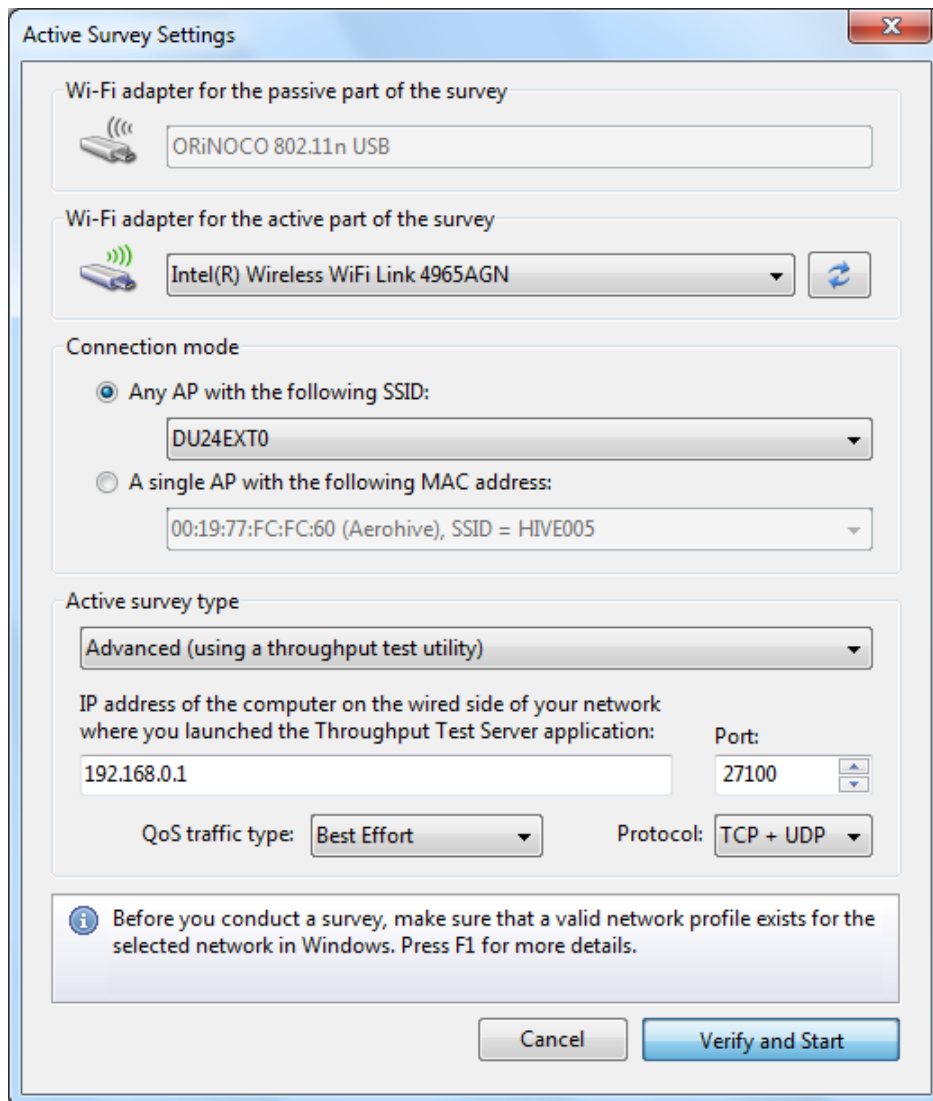 Active Survey Settings
Wi-Fi adapter for the passive part of the survey
ORiNOCO 802.11n USB
Wi-Fi adapter for the active part of the survey
Intel(R) Wireless WiFi Link 4965AGN
Connection mode
Any AP with the following SSID:
DU24EXT0
A single AP with the following MAC address:
00:19:77:FC:FC:60 (Aerohive), SSID = HIVE005
Active survey type
Advanced (using a throughput test utility)
IP address of the computer on the wired side of your network
where you launched the Throughput Test Server application:
Port:
192.168.0.1
27100
QoS traffic type: Best Effort
Protocol: TCP + UDP
Before you conduct a survey, make sure that a valid network profile exists for the
selected network in Windows. Press F1 for more details.
Cancel
Verify and Start